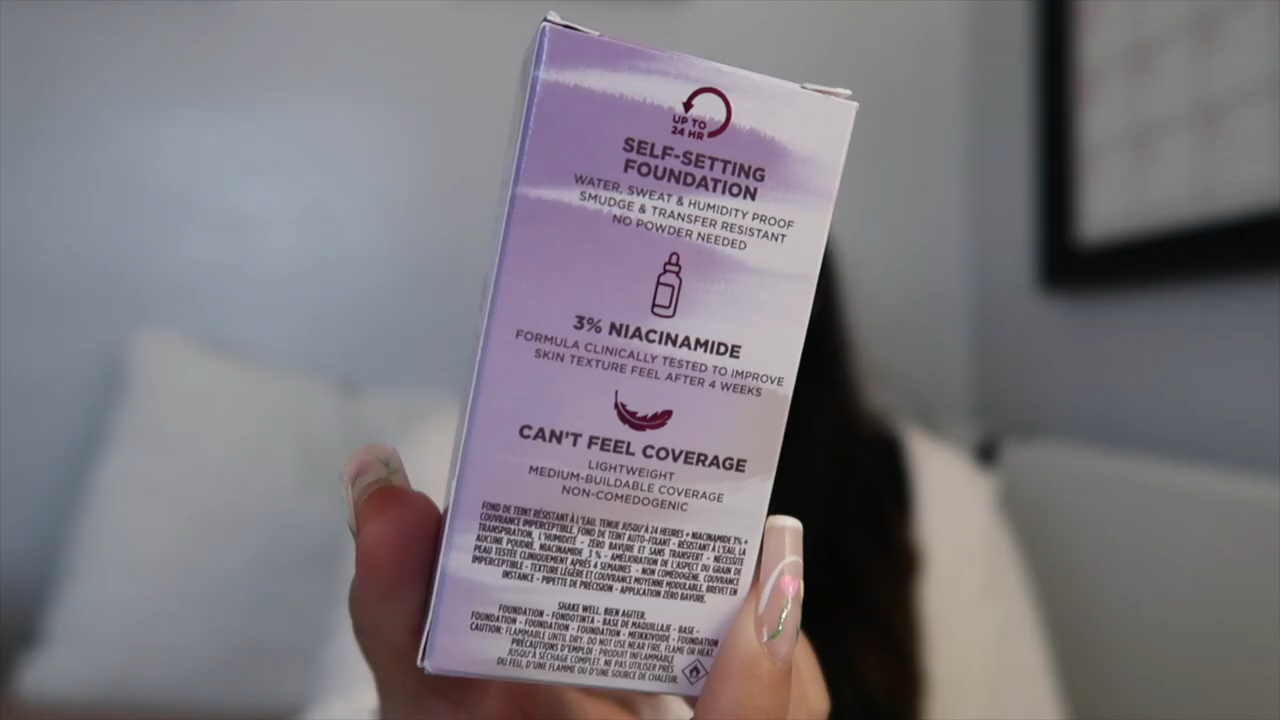 UP TO
24 HR
SELF-SETTING
FOUNDATION
WATER, SWEAT & HUMIDITY PROOF
SMUDGE & TRANSFER RESISTANT
NO POWDER NEEDED
3% NIACINAMIDE
FORMULA CLINICALLY TESTED TO IMPROVE
SKIN TEXTURE FEEL AFTER 4 WEEKS
CAN'T FEEL COVERAGE
LIGHTWEIGHT
MEDIUM-BUILDABLE COVERAGE
NON-COMEDOGENIC
FOND DE TEINT RÉSISTANT À L'EAU. TENUE JUSQU'À 24 HEURES + NIACINAMIDE 3% +
COUVRANCE IMPERCEPTIBLE. FOND DE TEINT AUTO-FIXANT - RÉSISTANT À L'EAU, LA
TRANSPIRATION, L'HUMIDITÉ - ZÉRO BAVURE ET SANS TRANSFERT - NÉCESSITE
AUCUNE POUDRE. NIACINAMIDE 3 % - AMÉLIORATION DE L'ASPECT DU GRAIN DE
PEAU TESTÉE CLINIQUEMENT APRÈS 4 SEMAINES - NON COMÉDOGÈNE. COUVRANCE
IMPERCEPTIBLE - TEXTURE LÉGÈRE ET COUVRANCE MOYENNE MODULABLE. BREVET EN
INSTANCE - PIPETTE DE PRÉCISION - APPLICATION ZÉRO BAVURE.
SHAKE WELL. BIEN AGITER.
FOUNDATION - FONDOTINTA - BASE DE MAQUILLAJE - BASE -
FOUNDATION - FOUNDATION - FOUNDATION - MEIKKIVOIDE - FOUNDATION
CAUTION: FLAMMABLE UNTIL DRY. DO NOT USE NEAR FIRE, FLAME OR HEAT.
PRÉCAUTIONS D'EMPLOI : PRODUIT INFLAMMABLE
JUSQU'À SÉCHAGE COMPLET. NE PAS UTILISER PRÈS
DU FEU, D'UNE FLAMME OU D'UNE SOURCE DE CHALEUR.